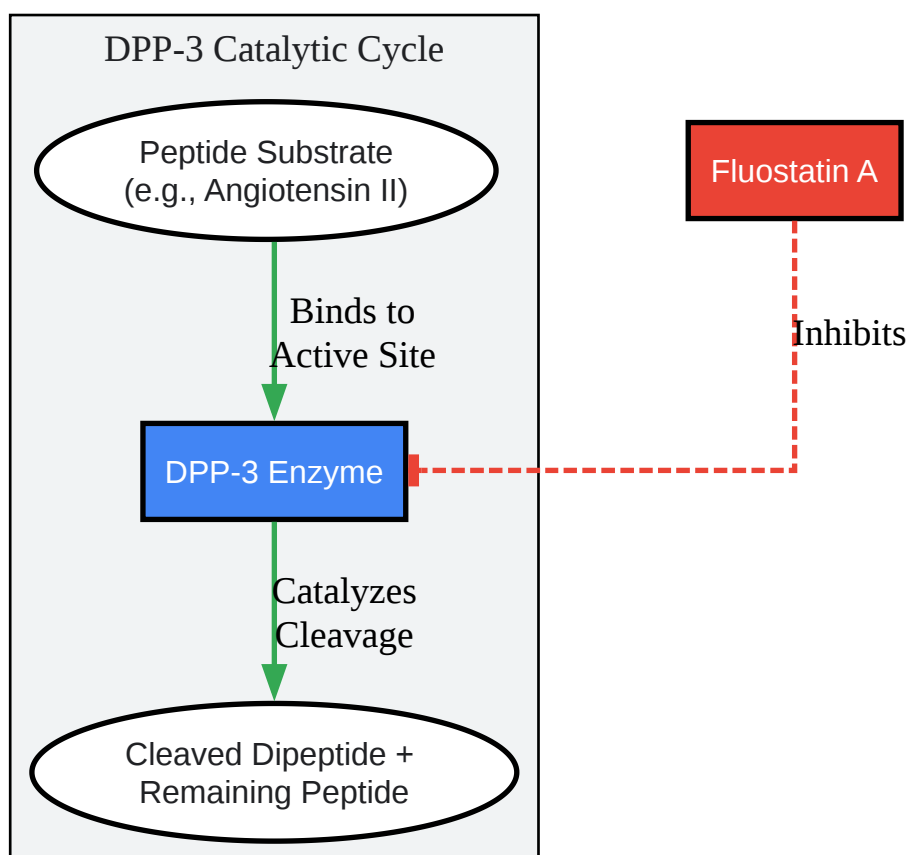 DPP-3 Catalytic Cycle
Peptide Substrate
(e.g., Angiotensin II)
Fluostatin A
Binds to
Active Site
Inhibits
DPP-3 Enzyme
Catalyzes
Cleavage
Cleaved Dipeptide +
Remaining Peptide